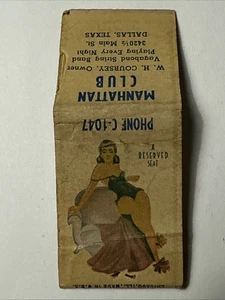 MANHATTAN
CLUB
W. H. COURSEY, Owner
Vagabond String Band
Playing Every Night
3420½ Main St.
DALLAS, TEXAS
PHONE C-1047
A
RESERVED
SEAT